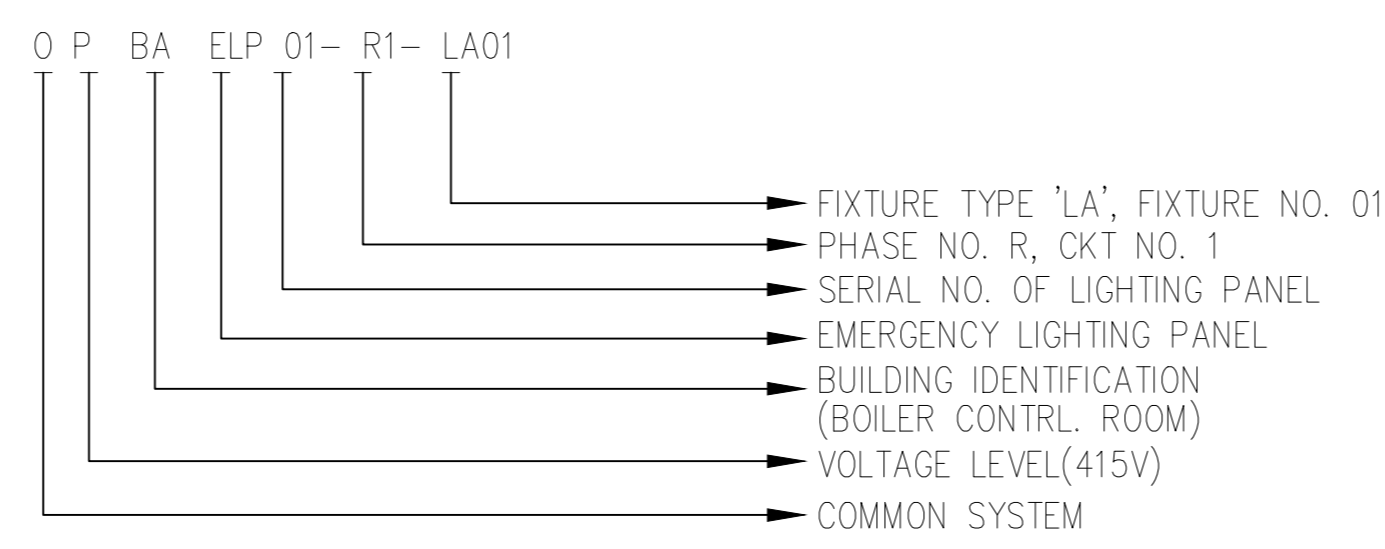 0 P BA ELP 01- R1- LA01
FIXTURE TYPE 'LA', FIXTURE NO. 01
PHASE NO. R, CKT NO. 1
SERIAL NO. OF LIGHTING PANEL
EMERGENCY LIGHTING PANEL
BUILDING IDENTIFICATION
(BOILER CONTRL. ROOM)
VOLTAGE LEVEL(415V)
COMMON SYSTEM